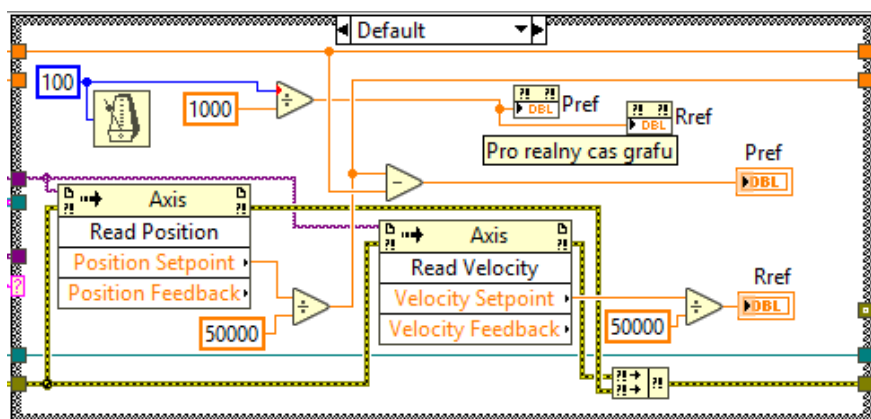 Default
100
1000
Pref
Rref
Pro realny cas grafu
Pref
DBL
DBL
DBL
Axis
Read Position
Position Setpoint
Position Feedback
50000
Axis
Read Velocity
Velocity Setpoint
Velocity Feedback
Rref
50000
DBL
?!
?!
?!